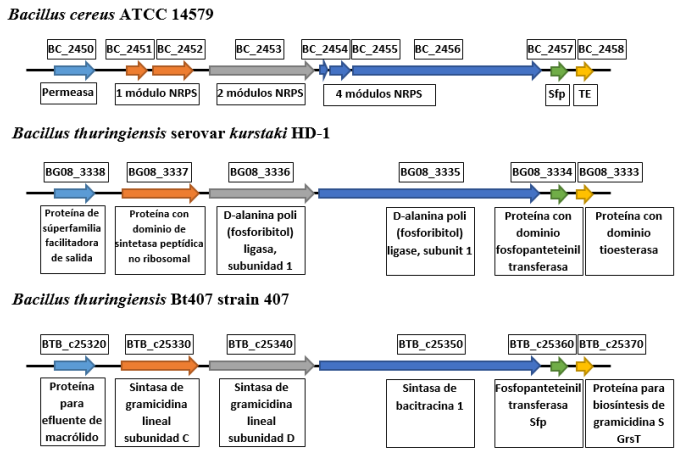 Bacillus cereus ATCC 14579
BC_2450 BC_2451 BC_2452 BC_2453 BC_2454 BC_2455 BC_2456 BC_2457 BC_2458
Permeasa 1 módulo NRPS 2 módulos NRPS 4 módulos NRPS Sfp TE
Bacillus thuringiensis serovar kurstaki HD-1
BG08_3338 BG08_3337 BG08_3336 BG08_3335 BG08_3334 BG08_3333
Proteína de
súperfamilia
facilitadora
de salida
Proteína con
dominio de
sintetasa peptídica
no ribosomal
D-alanina poli
(fosforibitol)
ligasa,
subunidad 1
D-alanina poli
(fosforibitol)
ligase, subunit 1
Proteína con
dominio
fosfopanteteinil
transferasa
Proteína con
dominio
tioesterasa
Bacillus thuringiensis Bt407 strain 407
BTB_c25320 BTB_c25330 BTB_c25340 BTB_c25350 BTB_c25360 BTB_c25370
Proteína
para
efluente de
macrólido
Sintasa de
gramicidina
lineal
subunidad C
Sintasa de
gramicidina
lineal
subunidad D
Sintasa de
bacitracina 1
Fosfopanteteinil
transferasa
Sfp
Proteína para
biosíntesis de
gramicidina S
GrsT